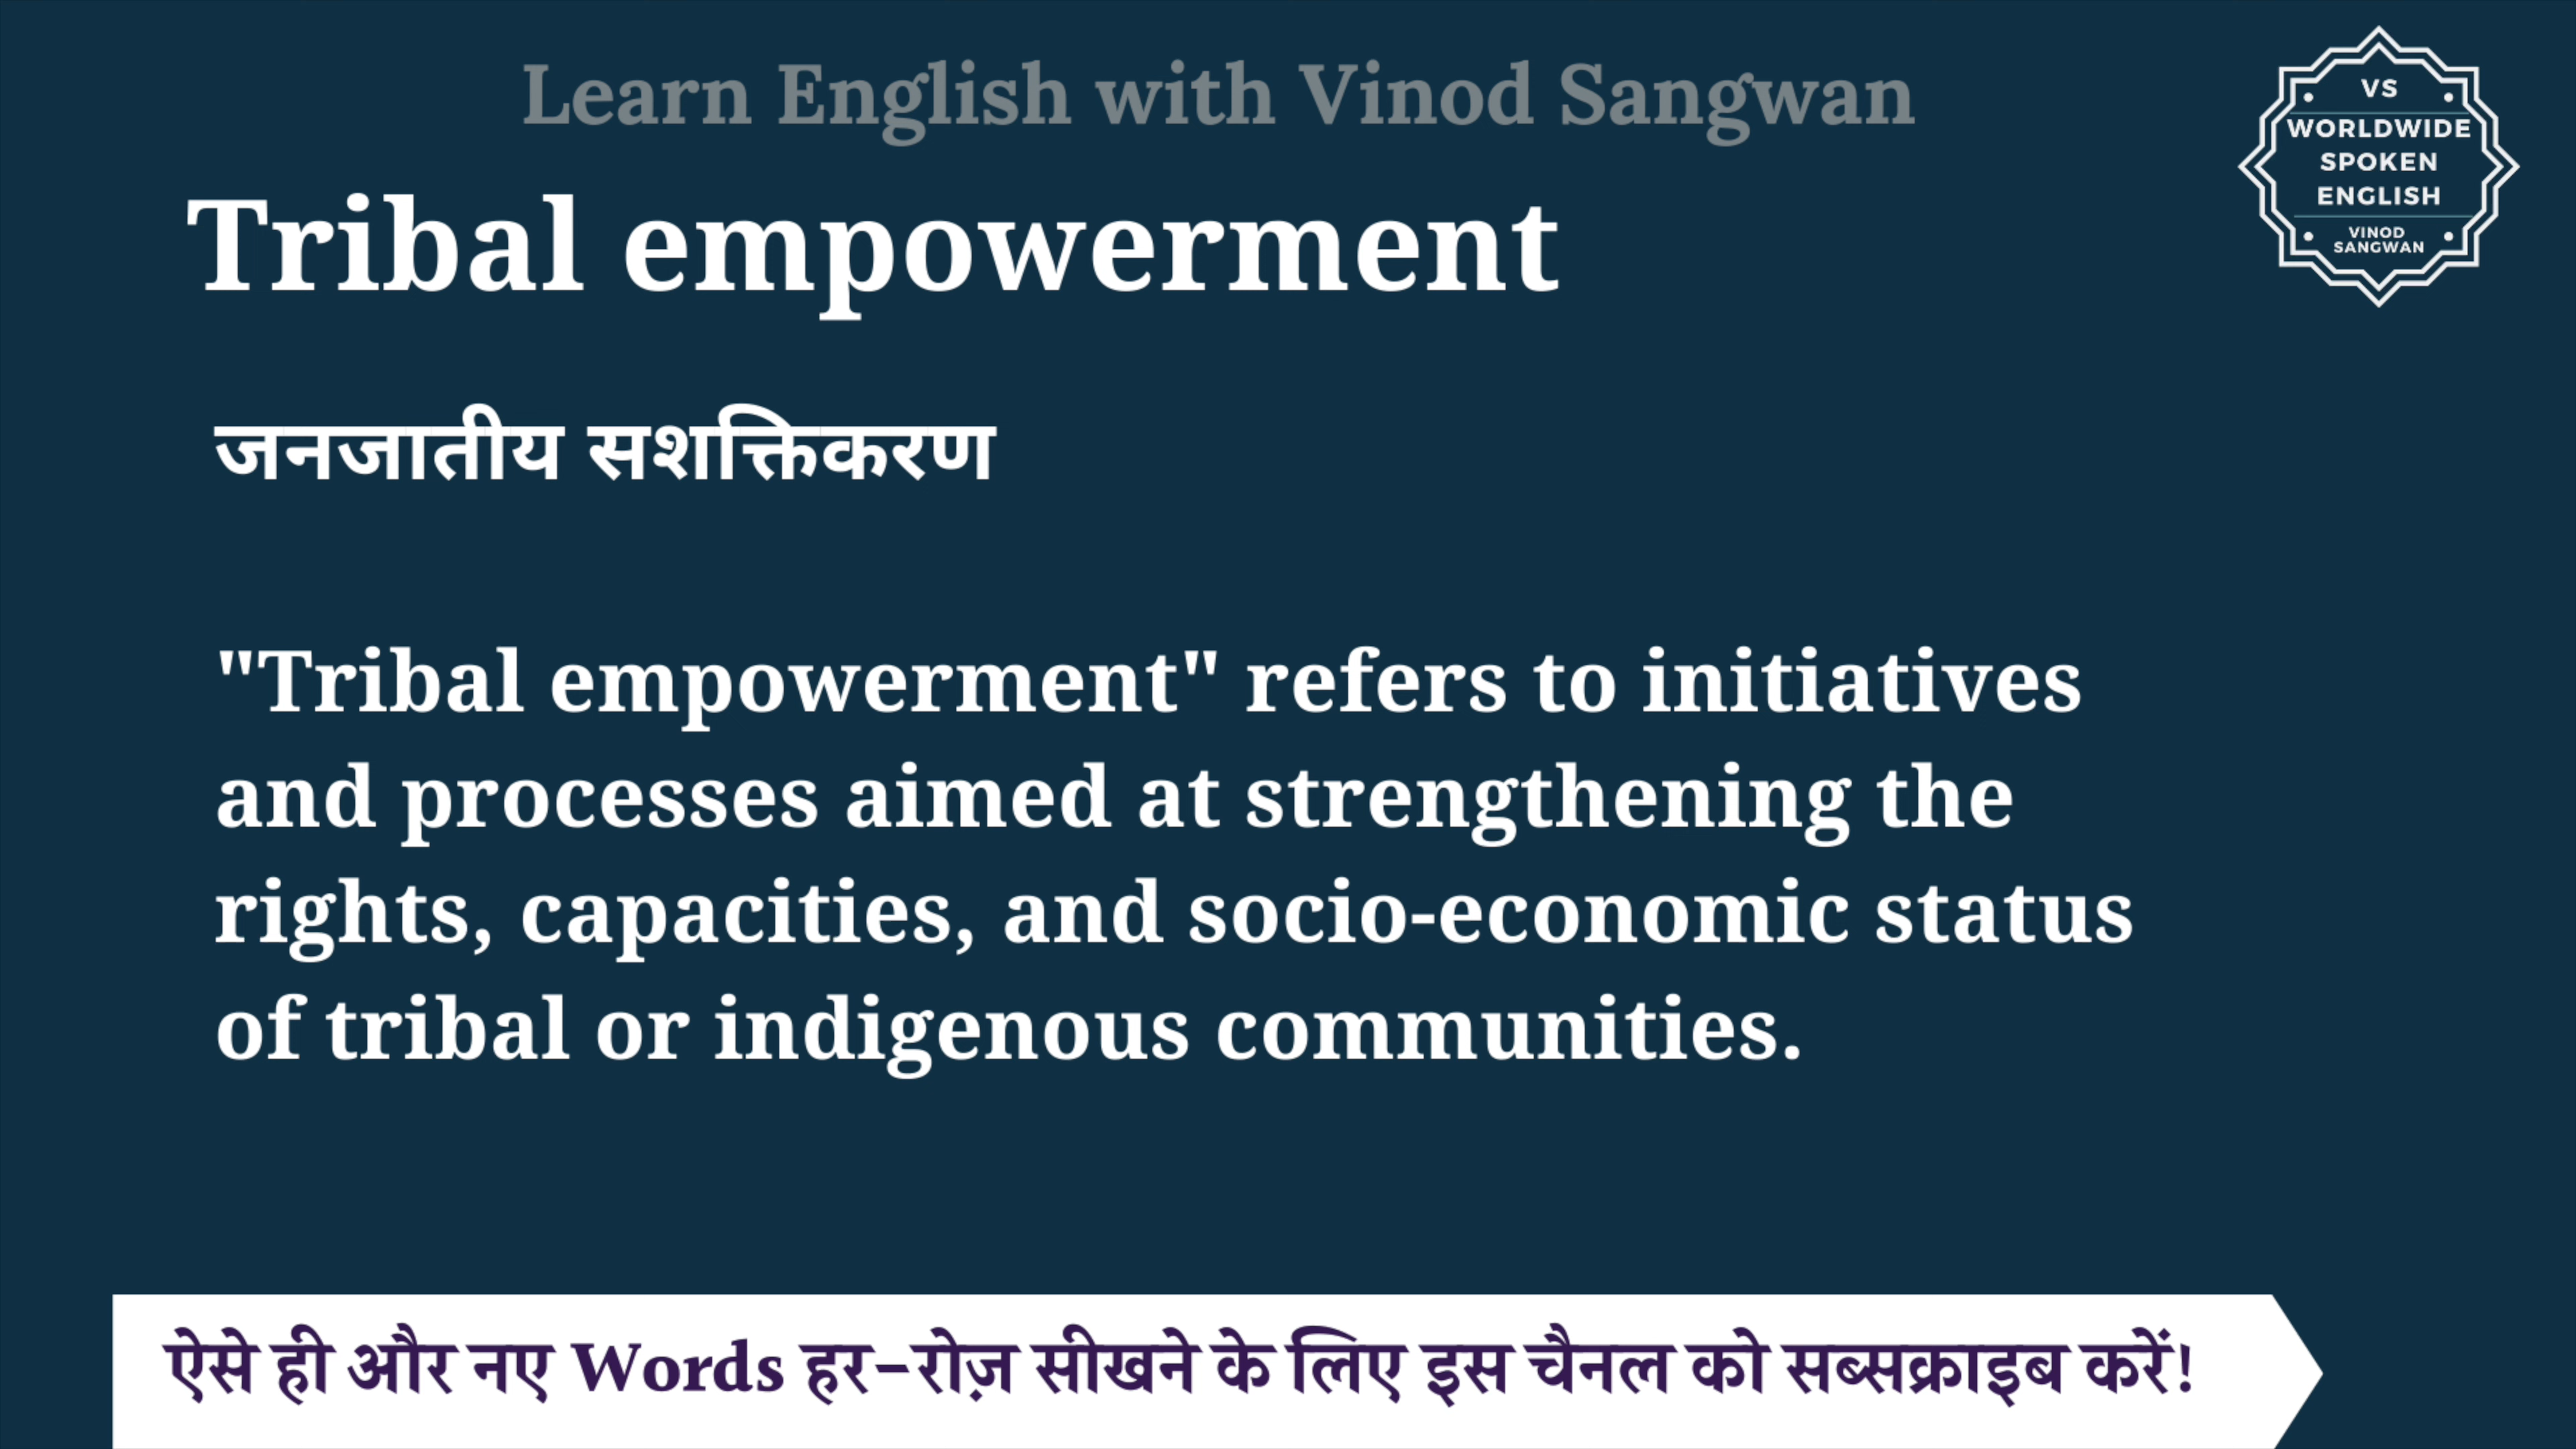 Learn English with Vinod Sangwan
VS
WORLDWIDE
SPOKEN
ENGLISH
VINOD
SANGWAN
Tribal empowerment
जनजातीय सशक्तिकरण
"Tribal empowerment" refers to initiatives
and processes aimed at strengthening the
rights, capacities, and socio-economic status
of tribal or indigenous communities.
ऐसे ही और नए Words हर-रोज़ सीखने के लिए इस चैनल को सब्सक्राइब करें!